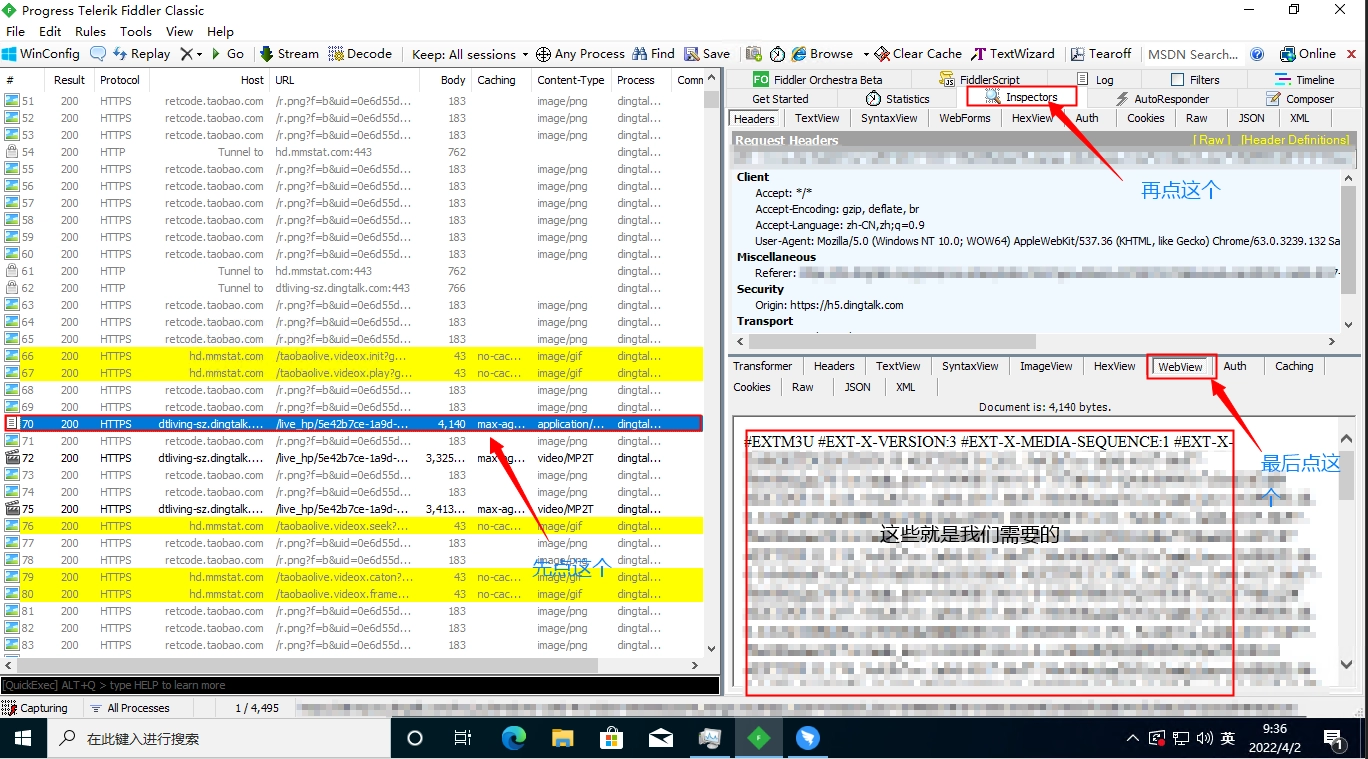 Progress Telerik Fiddler Classic
File Edit Rules Tools View Help
WinConfig Replay Go Stream Decode Keep: All sessions Any Process Find Save Browse Clear Cache TextWizard Tearoff MSDN Search... Online
# Result Protocol Host URL Body Caching Content-Type Process Comm
51 200 HTTPS retcode.taobao.com /r.png?f=b&uid=0e6d55d... 183 image/png dingtal...
52 200 HTTPS retcode.taobao.com /r.png?f=b&uid=0e6d55d... 183 image/png dingtal...
53 200 HTTPS retcode.taobao.com /r.png?f=b&uid=0e6d55d... 183 image/png dingtal...
54 200 HTTP Tunnel to hd.mmstat.com:443 762 dingtal...
55 200 HTTPS retcode.taobao.com /r.png?f=b&uid=0e6d55d... 183 image/png dingtal...
56 200 HTTPS retcode.taobao.com /r.png?f=b&uid=0e6d55d... 183 image/png dingtal...
57 200 HTTPS retcode.taobao.com /r.png?f=b&uid=0e6d55d... 183 image/png dingtal...
58 200 HTTPS retcode.taobao.com /r.png?f=b&uid=0e6d55d... 183 image/png dingtal...
59 200 HTTPS retcode.taobao.com /r.png?f=b&uid=0e6d55d... 183 image/png dingtal...
60 200 HTTPS retcode.taobao.com /r.png?f=b&uid=0e6d55d... 183 image/png dingtal...
61 200 HTTP Tunnel to hd.mmstat.com:443 762 dingtal...
62 200 HTTP Tunnel to dtliving-sz.dingtalk.com:443 766 dingtal...
63 200 HTTPS retcode.taobao.com /r.png?f=b&uid=0e6d55d... 183 image/png dingtal...
64 200 HTTPS retcode.taobao.com /r.png?f=b&uid=0e6d55d... 183 image/png dingtal...
65 200 HTTPS retcode.taobao.com /r.png?f=b&uid=0e6d55d... 183 image/png dingtal...
66 200 HTTPS hd.mmstat.com /taobaolive.videox.init?g... 43 no-cac... image/gif dingtal...
67 200 HTTPS hd.mmstat.com /taobaolive.videox.play?g... 43 no-cac... image/gif dingtal...
68 200 HTTPS retcode.taobao.com /r.png?f=b&uid=0e6d55d... 183 image/png dingtal...
69 200 HTTPS retcode.taobao.com /r.png?f=b&uid=0e6d55d... 183 image/png dingtal...
70 200 HTTPS dtliving-sz.dingtalk.... /live_hp/5e42b7ce-1a9d-... 4,140 max-ag... application/... dingtal...
71 200 HTTPS retcode.taobao.com /r.png?f=b&uid=0e6d55d... 183 image/png dingtal...
72 200 HTTPS dtliving-sz.dingtalk.... /live_hp/5e42b7ce-1a9d-... 3,325... max-ag... video/MP2T dingtal...
73 200 HTTPS retcode.taobao.com /r.png?f=b&uid=0e6d55d... 183 image/png dingtal...
74 200 HTTPS retcode.taobao.com /r.png?f=b&uid=0e6d55d... 183 image/png dingtal...
75 200 HTTPS dtliving-sz.dingtalk.... /live_hp/5e42b7ce-1a9d-... 3,413... max-ag... video/MP2T dingtal...
76 200 HTTPS hd.mmstat.com /taobaolive.videox.seek?... 43 no-cac... image/gif dingtal...
77 200 HTTPS retcode.taobao.com /r.png?f=b&uid=0e6d55d... 183 image/png dingtal...
78 200 HTTPS retcode.taobao.com /r.png?f=b&uid=0e6d55d... 183 image/png dingtal...
先点这个
79 200 HTTPS hd.mmstat.com /taobaolive.videox.caton?... 43 no-cac... image/gif dingtal...
80 200 HTTPS hd.mmstat.com /taobaolive.videox.frame... 43 no-cac... image/gif dingtal...
81 200 HTTPS retcode.taobao.com /r.png?f=b&uid=0e6d55d... 183 image/png dingtal...
82 200 HTTPS retcode.taobao.com /r.png?f=b&uid=0e6d55d... 183 image/png dingtal...
83 200 HTTPS retcode.taobao.com /r.png?f=b&uid=0e6d55d... 183 image/png dingtal...
[QuickExec] ALT+Q > type HELP to learn more
Capturing All Processes 1 / 4,495
FO Fiddler Orchestra Beta FiddlerScript Log Filters Timeline
Get Started Statistics Inspectors AutoResponder Composer
Headers TextView SyntaxView WebForms HexView Auth Cookies Raw JSON XML
Request Headers [ Raw ] [Header Definitions]
Client
Accept: */*
再点这个
Accept-Encoding: gzip, deflate, br
Accept-Language: zh-CN,zh;q=0.9
User-Agent: Mozilla/5.0 (Windows NT 10.0; WOW64) AppleWebKit/537.36 (KHTML, like Gecko) Chrome/63.0.3239.132 Sa
Miscellaneous
Referer:
Security
Origin: https://h5.dingtalk.com
Transport
Transformer Headers TextView SyntaxView ImageView HexView WebView Auth Caching
Cookies Raw JSON XML
Document is: 4,140 bytes.
#EXTM3U #EXT-X-VERSION:3 #EXT-X-MEDIA-SEQUENCE:1 #EXT-X-
最后点这
个
这些就是我们需要的
在此键入进行搜索
英
9:36
2022/4/2
1